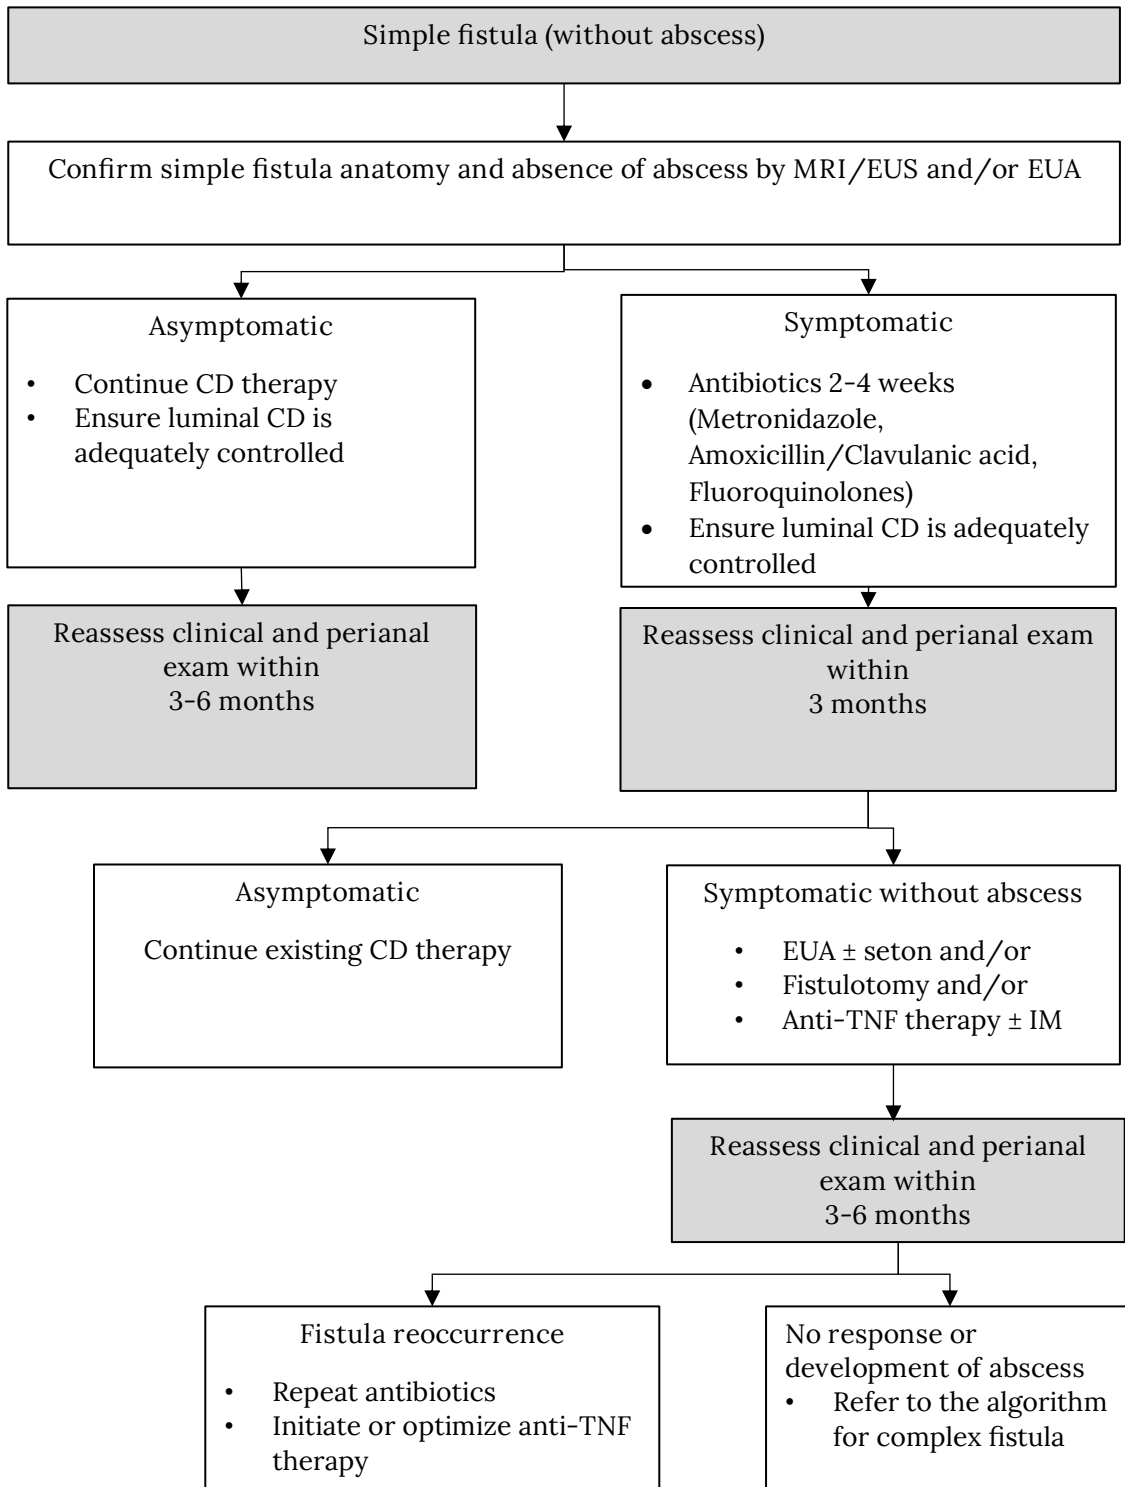 Simple fistula (without abscess)
Confirm simple fistula anatomy and absence of abscess by MRI/EUS and/or EUA
Asymptomatic
• Continue CD therapy
• Ensure luminal CD is
adequately controlled
Symptomatic
• Antibiotics 2-4 weeks
(Metronidazole,
Amoxicillin/Clavulanic acid,
Fluoroquinolones)
• Ensure luminal CD is adequately
controlled
Reassess clinical and perianal
exam within
3-6 months
Reassess clinical and perianal exam
within
3 months
Asymptomatic
Continue existing CD therapy
Symptomatic without abscess
• EUA ± seton and/or
• Fistulotomy and/or
• Anti-TNF therapy ± IM
Reassess clinical and perianal
exam within
3-6 months
Fistula reoccurrence
• Repeat antibiotics
• Initiate or optimize anti-TNF
therapy
No response or
development of abscess
• Refer to the algorithm
for complex fistula